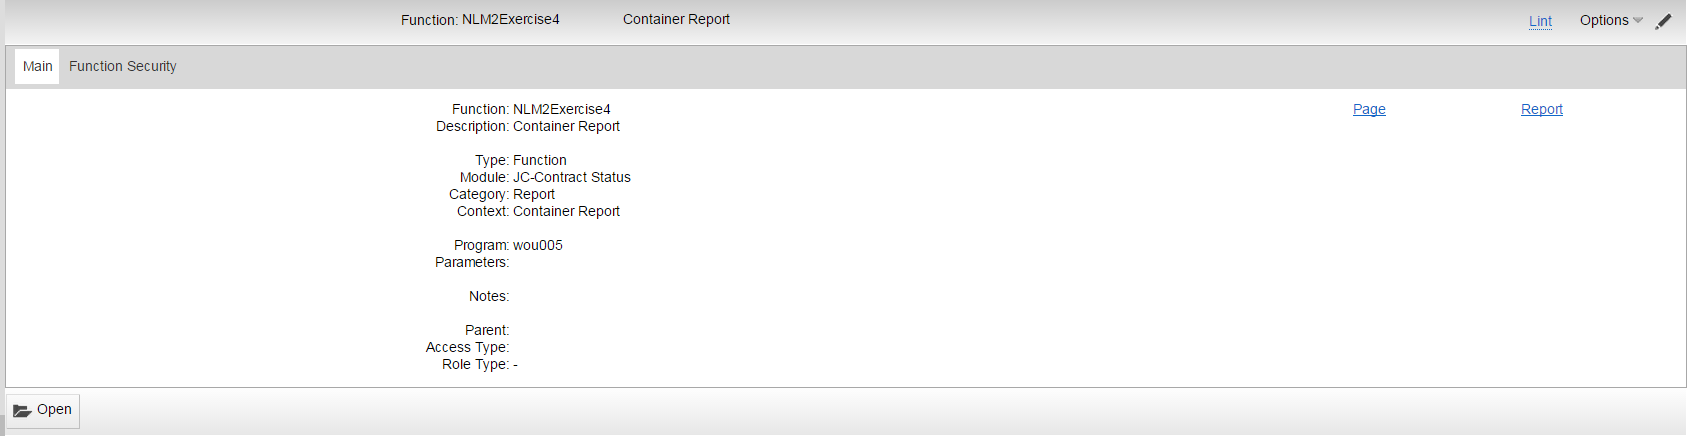 Function: NLM2Exercise4 Container Report Lint Options
Main Function Security
Function: NLM2Exercise4 Page Report
Description: Container Report
Type: Function
Module: JC-Contract Status
Category: Report
Context: Container Report
Program: wou005
Parameters:
Notes:
Parent:
Access Type:
Role Type: -
Open